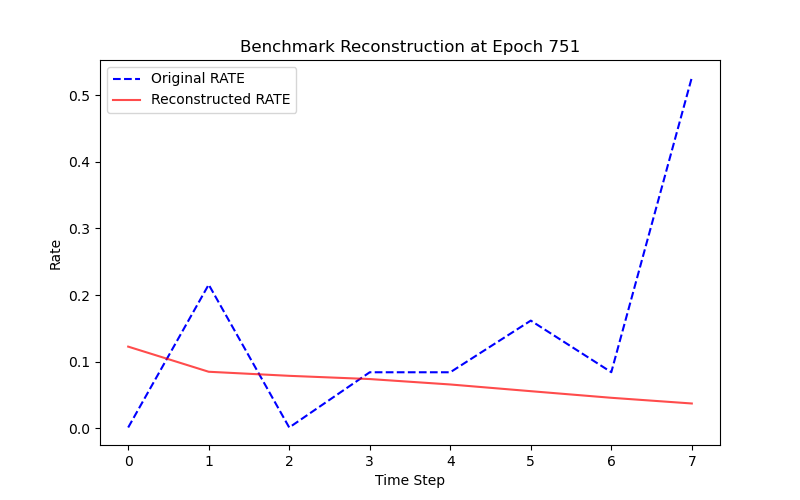 Benchmark Reconstruction at Epoch 751
Original RATE
Reconstructed RATE
0.5
0.4
0.3
0.2
0.1
0.0
Rate
0 1 2 3 4 5 6 7
Time Step